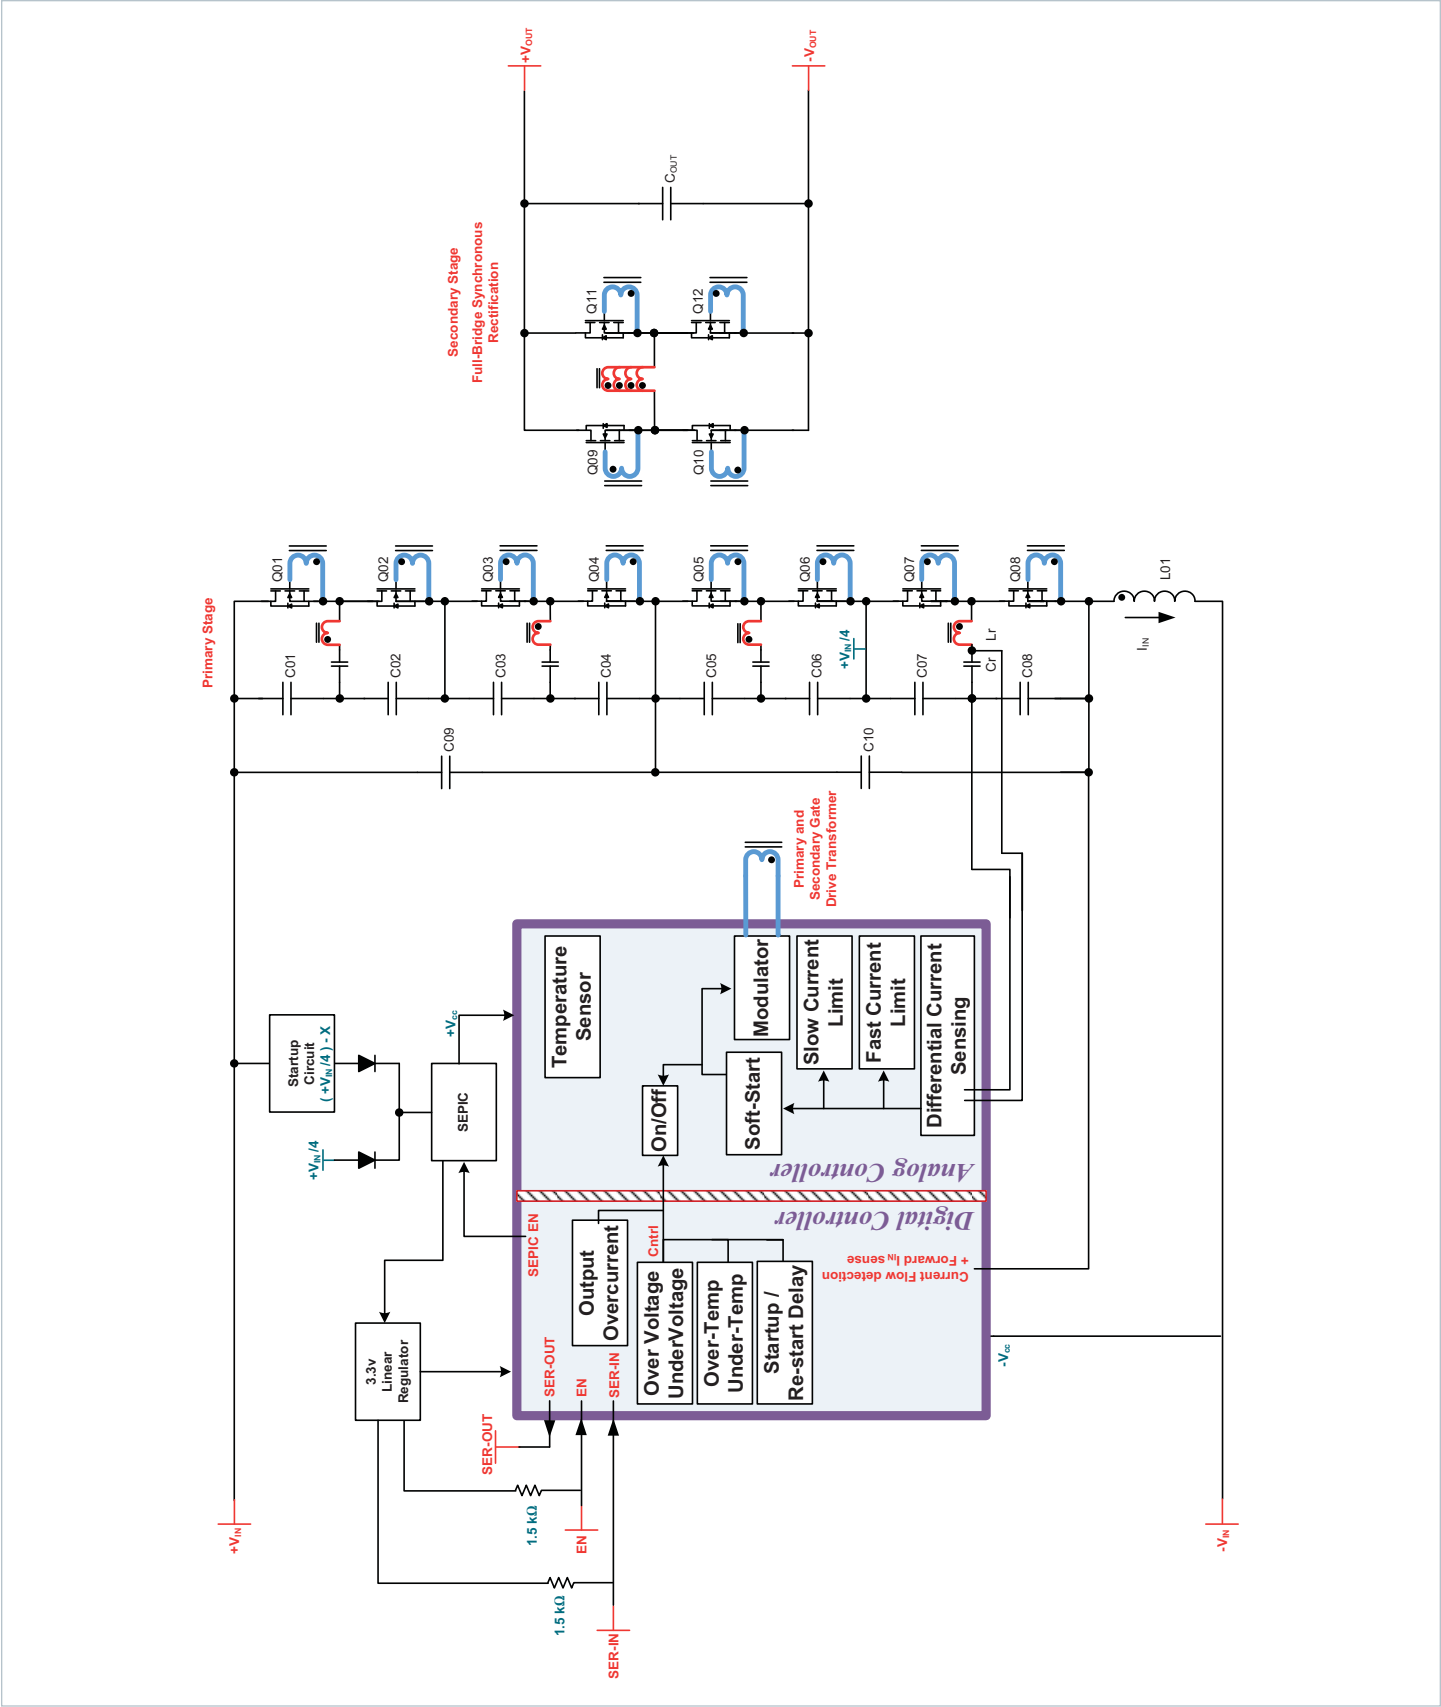 +VIN
Startup
Circuit
( +VIN /4 ) - X
+VIN /4
SEPIC
+Vcc
3.3v
Linear
Regulator
1.5 kΩ
1.5 kΩ
SER-OUT
EN
SER-IN
SER-OUT
EN
SER-IN
SEPIC EN
Output
Overcurrent
Cntrl
Over Voltage
UnderVoltage
Over-Temp
Under-Temp
Startup /
Re-start Delay
Digital Controller
Current Flow detection
+ Forward IIN sense
Analog Controller
Temperature
Sensor
On/Off
Soft-Start
Modulator
Slow Current
Limit
Fast Current
Limit
Differential Current
Sensing
-Vcc
-VIN
Primary and
Secondary Gate
Drive Transformer
Primary Stage
C09
C10
C01
C02
C03
C04
C05
C06
C07
C08
+VIN /4
Cr
Lr
Q01
Q02
Q03
Q04
Q05
Q06
Q07
Q08
IIN
L01
Secondary Stage
Full-Bridge Synchronous
Rectification
Q09
Q10
Q11
Q12
COUT
+VOUT
-VOUT